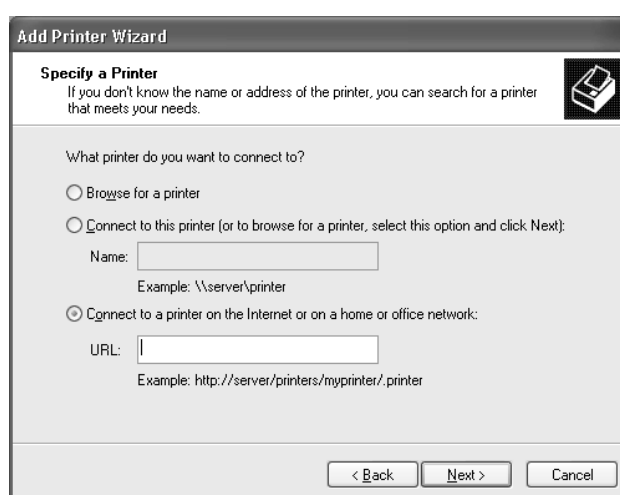 Add Printer Wizard
Specify a Printer
If you don't know the name or address of the printer, you can search for a printer
that meets your needs.
What printer do you want to connect to?
Browse for a printer
Connect to this printer (or to browse for a printer, select this option and click Next):
Name:
Example: \\server\printer
Connect to a printer on the Internet or on a home or office network:
URL:
Example: http://server/printers/myprinter/.printer
< Back Next > Cancel